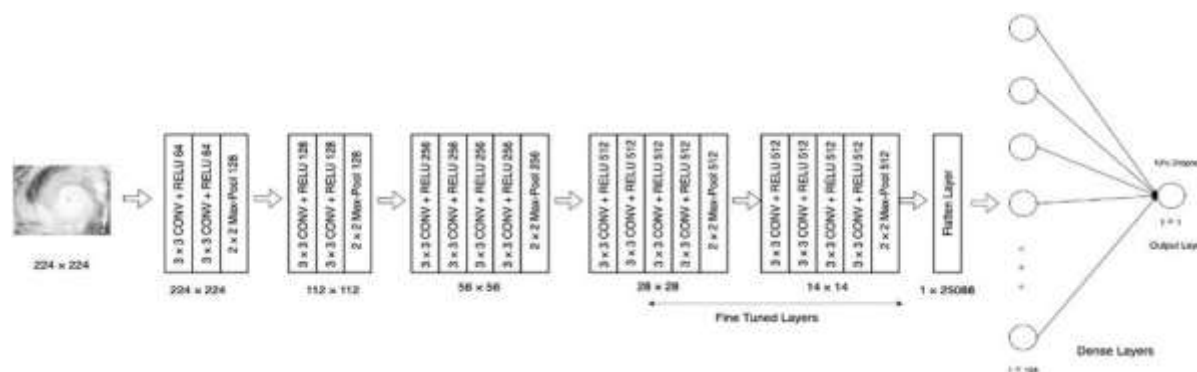 3 × 3 CONV + RELU 64
3 × 3 CONV + RELU 64
2 × 2 Max-Pool 128
3 × 3 CONV + RELU 128
3 × 3 CONV + RELU 128
2 × 2 Max-Pool 128
3 × 3 CONV + RELU 256
3 × 3 CONV + RELU 256
3 × 3 CONV + RELU 256
3 × 3 CONV + RELU 256
2 × 2 Max-Pool 256
3 × 3 CONV + RELU 512
3 × 3 CONV + RELU 512
3 × 3 CONV + RELU 512
3 × 3 CONV + RELU 512
2 × 2 Max-Pool 512
3 × 3 CONV + RELU 512
3 × 3 CONV + RELU 512
3 × 3 CONV + RELU 512
3 × 3 CONV + RELU 512
2 × 2 Max-Pool 512
Flatten Layer
224 × 224
224 × 224
112 × 112
56 × 56
28 × 28
14 × 14
1 × 25088
Fine Tuned Layers
Output Laye
Dense Layers